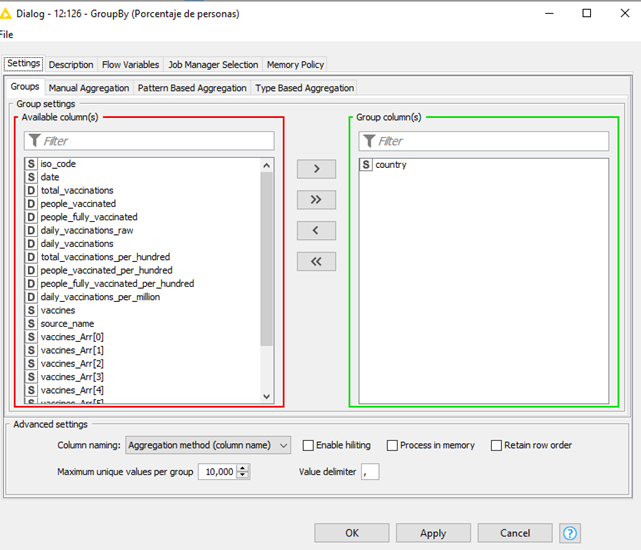 Dialog - 12:126 - GroupBy (Porcentaje de personas)
File
Settings Description Flow Variables Job Manager Selection Memory Policy
Groups Manual Aggregation Pattern Based Aggregation Type Based Aggregation
Group settings
Available column(s)
Filter
S iso_code
S date
D total_vaccinations
D people_vaccinated
D people_fully_vaccinated
D daily_vaccinations_raw
D daily_vaccinations
D total_vaccinations_per_hundred
D people_vaccinated_per_hundred
D people_fully_vaccinated_per_hundred
D daily_vaccinations_per_million
S vaccines
S source_name
S vaccines_Arr[0]
S vaccines_Arr[1]
S vaccines_Arr[2]
S vaccines_Arr[3]
S vaccines_Arr[4]
S vaccines_Arr[5]
>
>>
<
<<
Group column(s)
Filter
S country
Advanced settings
Column naming: Aggregation method (column name) Enable hiliting Process in memory Retain row order
Maximum unique values per group 10,000 Value delimiter ,
OK Apply Cancel ?